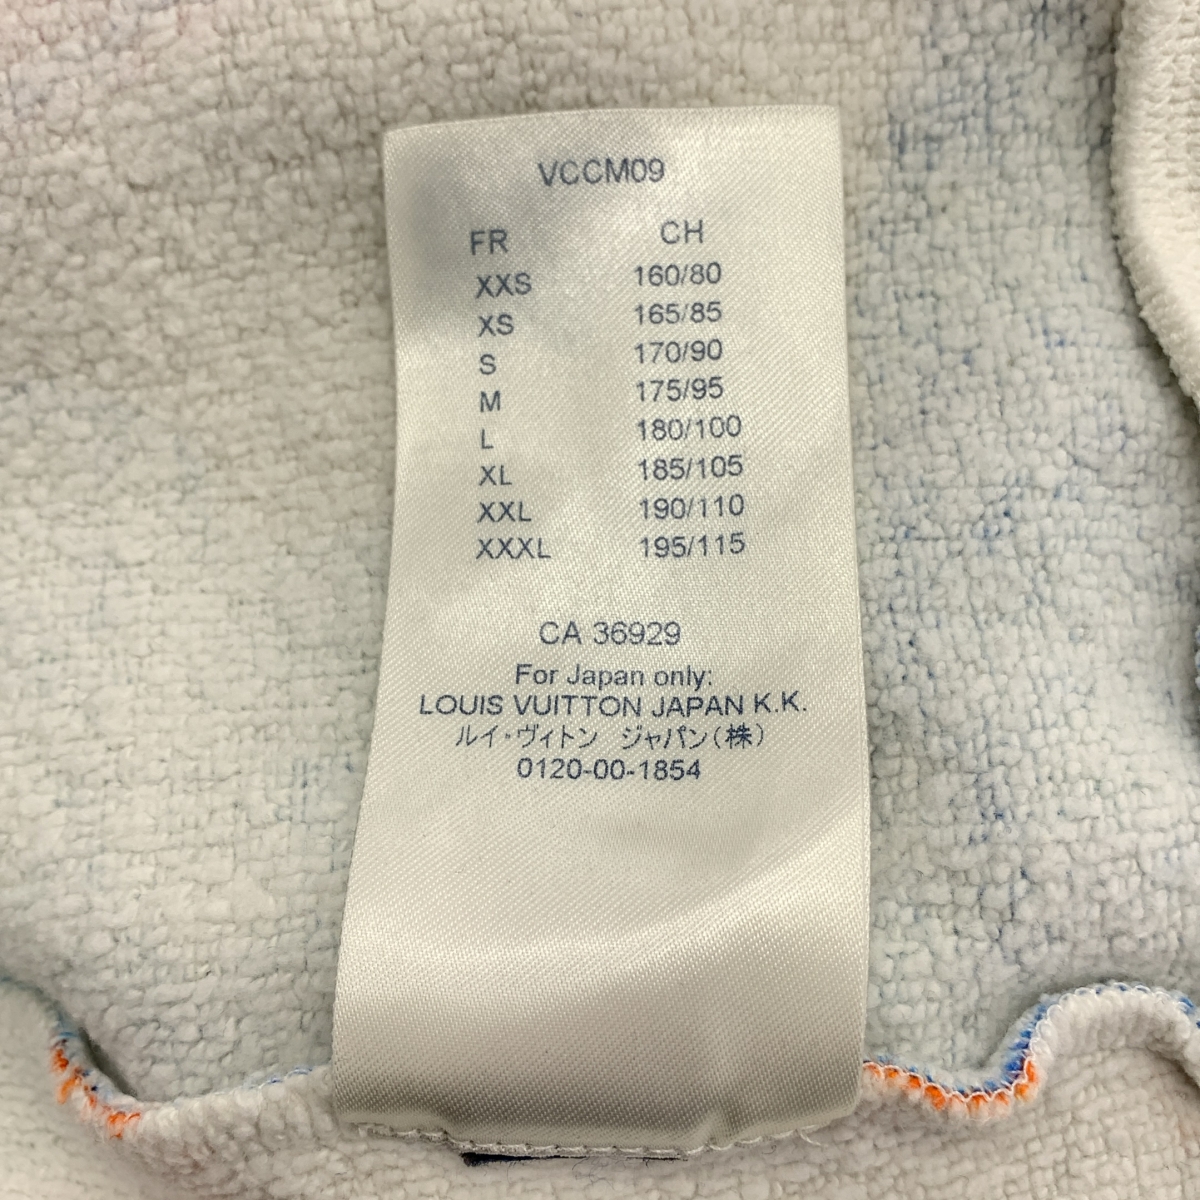 VCCM09
FR CH
XXS 160/80
XS 165/85
S 170/90
M 175/95
L 180/100
XL 185/105
XXL 190/110
XXXL 195/115
CA 36929
For Japan only:
LOUIS VUITTON JAPAN K.K.
ルイ・ヴィトン ジャパン(株)
0120-00-1854